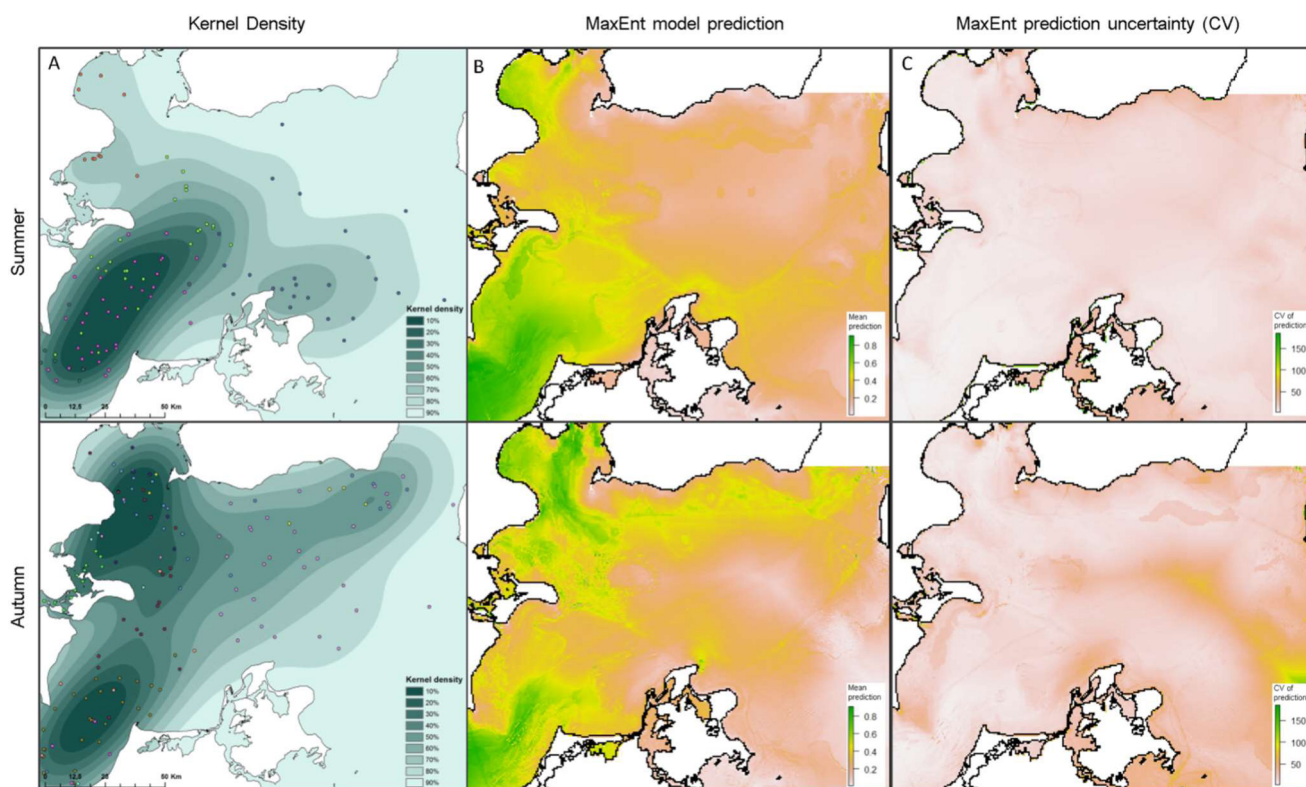 Kernel Density
MaxEnt model prediction
MaxEnt prediction uncertainty (CV)
Summer
A
B
C
Kernel density
10%
20%
30%
40%
50%
60%
70%
80%
90%
0 12,5 25 50 Km
Mean
prediction
0.8
0.6
0.4
0.2
CV of
prediction
150
100
50
Autumn
Kernel density
10%
20%
30%
40%
50%
60%
70%
80%
90%
0 12,5 25 50 Km
Mean
prediction
0.8
0.6
0.4
0.2
CV of
prediction
150
100
50
0